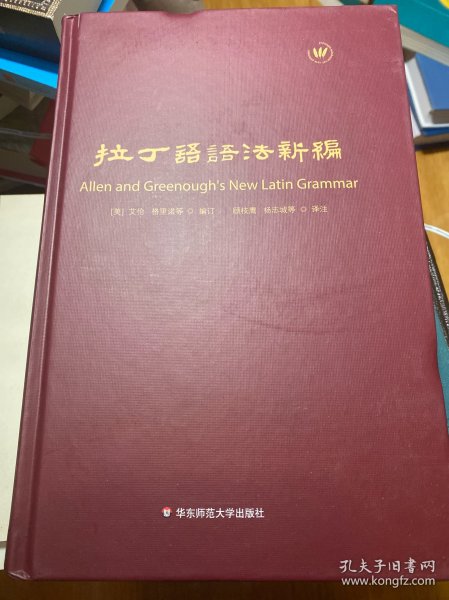 拉丁語語法新編
Allen and Greenough's New Latin Grammar
[美] 艾伦 格里诺等 ◎ 编订 顾枝鹰 杨志城等 ◎ 译注
华东师范大学出版社
孔夫子旧书网
www.kongfz.com